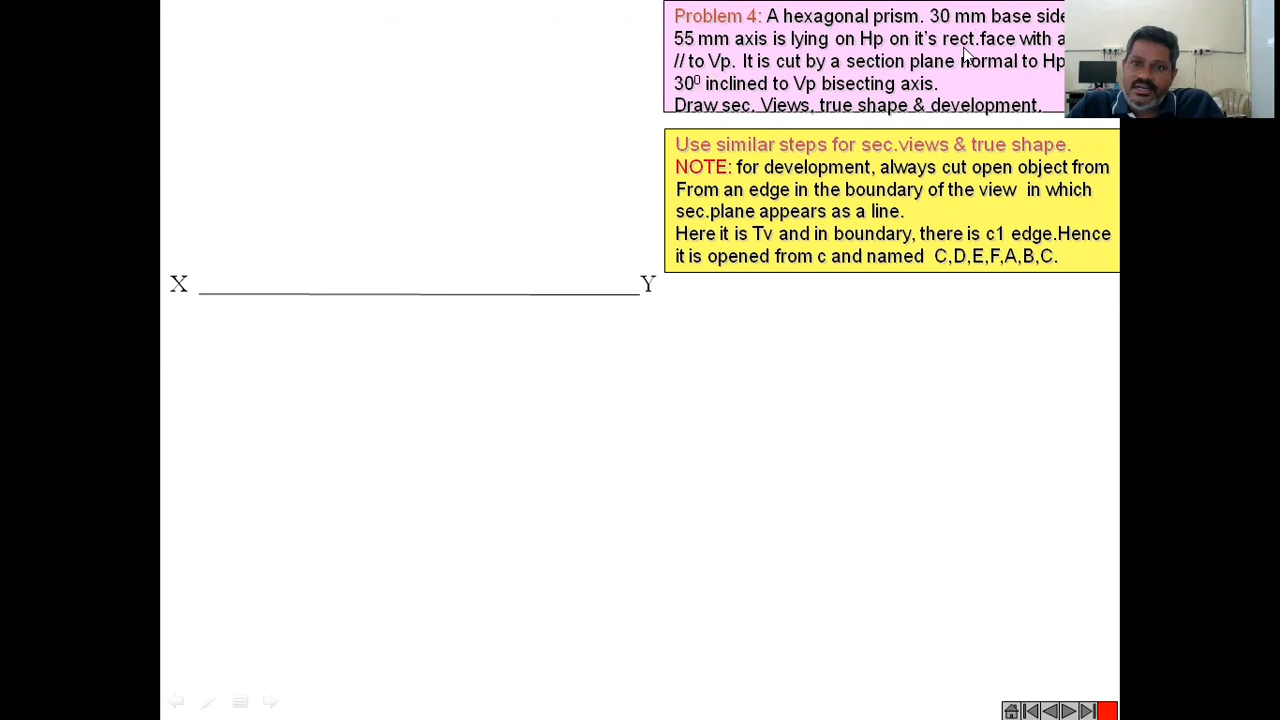 Problem 4: A hexagonal prism. 30 mm base side
55 mm axis is lying on Hp on it’s rect.face with a
// to Vp. It is cut by a section plane normal to Hp
30⁰ inclined to Vp bisecting axis.
Draw sec. Views, true shape & development.
Use similar steps for sec.views & true shape.
NOTE: for development, always cut open object from
From an edge in the boundary of the view in which
sec.plane appears as a line.
Here it is Tv and in boundary, there is c1 edge.Hence
it is opened from c and named C,D,E,F,A,B,C.
X Y